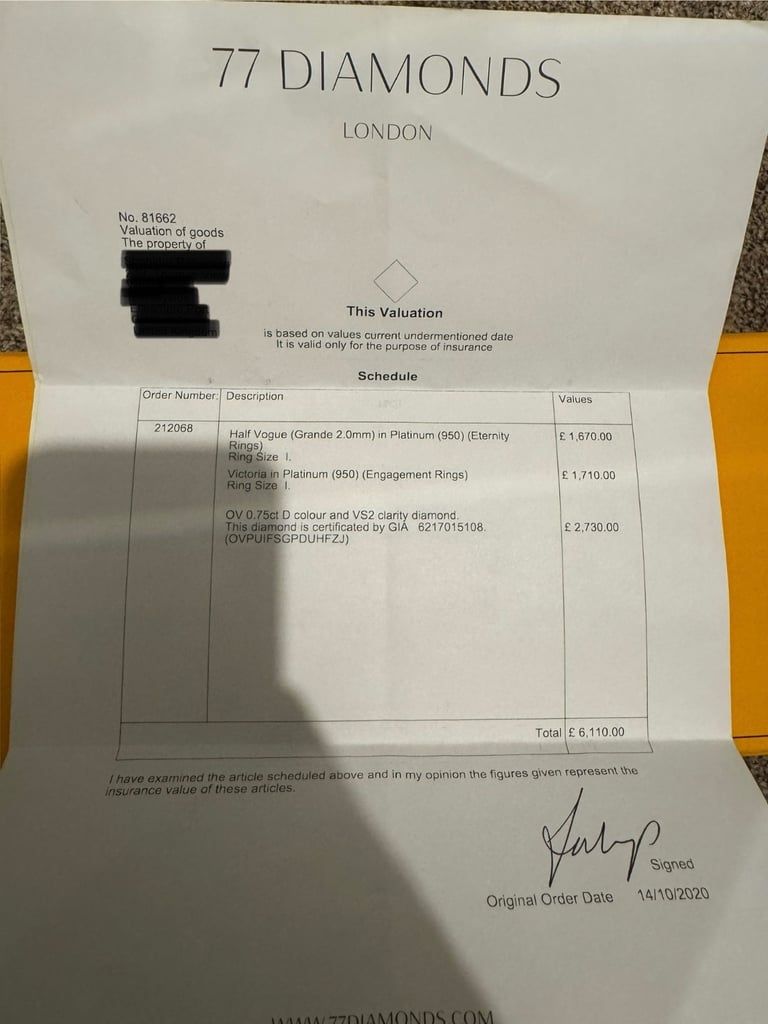 77 DIAMONDS
LONDON
No. 81662
Valuation of goods
The property of
This Valuation
is based on values current undermentioned date
It is valid only for the purpose of insurance
Schedule
Order Number: Description Values
212068 Half Vogue (Grande 2.0mm) in Platinum (950) (Eternity £ 1,670.00
Rings)
Ring Size I.
Victoria in Platinum (950) (Engagement Rings) £ 1,710.00
Ring Size I.
OV 0.75ct D colour and VS2 clarity diamond.
This diamond is certificated by GIA 6217015108. £ 2,730.00
(OVPUIFSGPDUHFZJ)
Total £ 6,110.00
I have examined the article scheduled above and in my opinion the figures given represent the
insurance value of these articles.
Signed
Original Order Date 14/10/2020
WWW.77DIAMONDS.COM